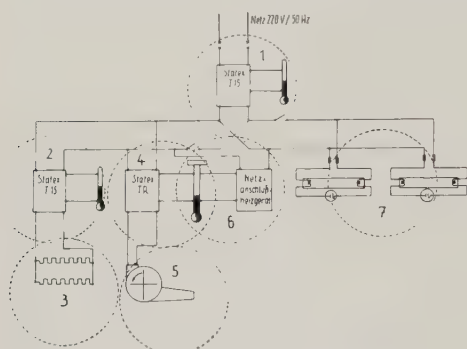 Netz 220 V / 50 Hz
1
Statex
T 15
2
Statex
T 15
4
Statex
TR
Netz-
anschluß-
heizgerät
6
7
3
5